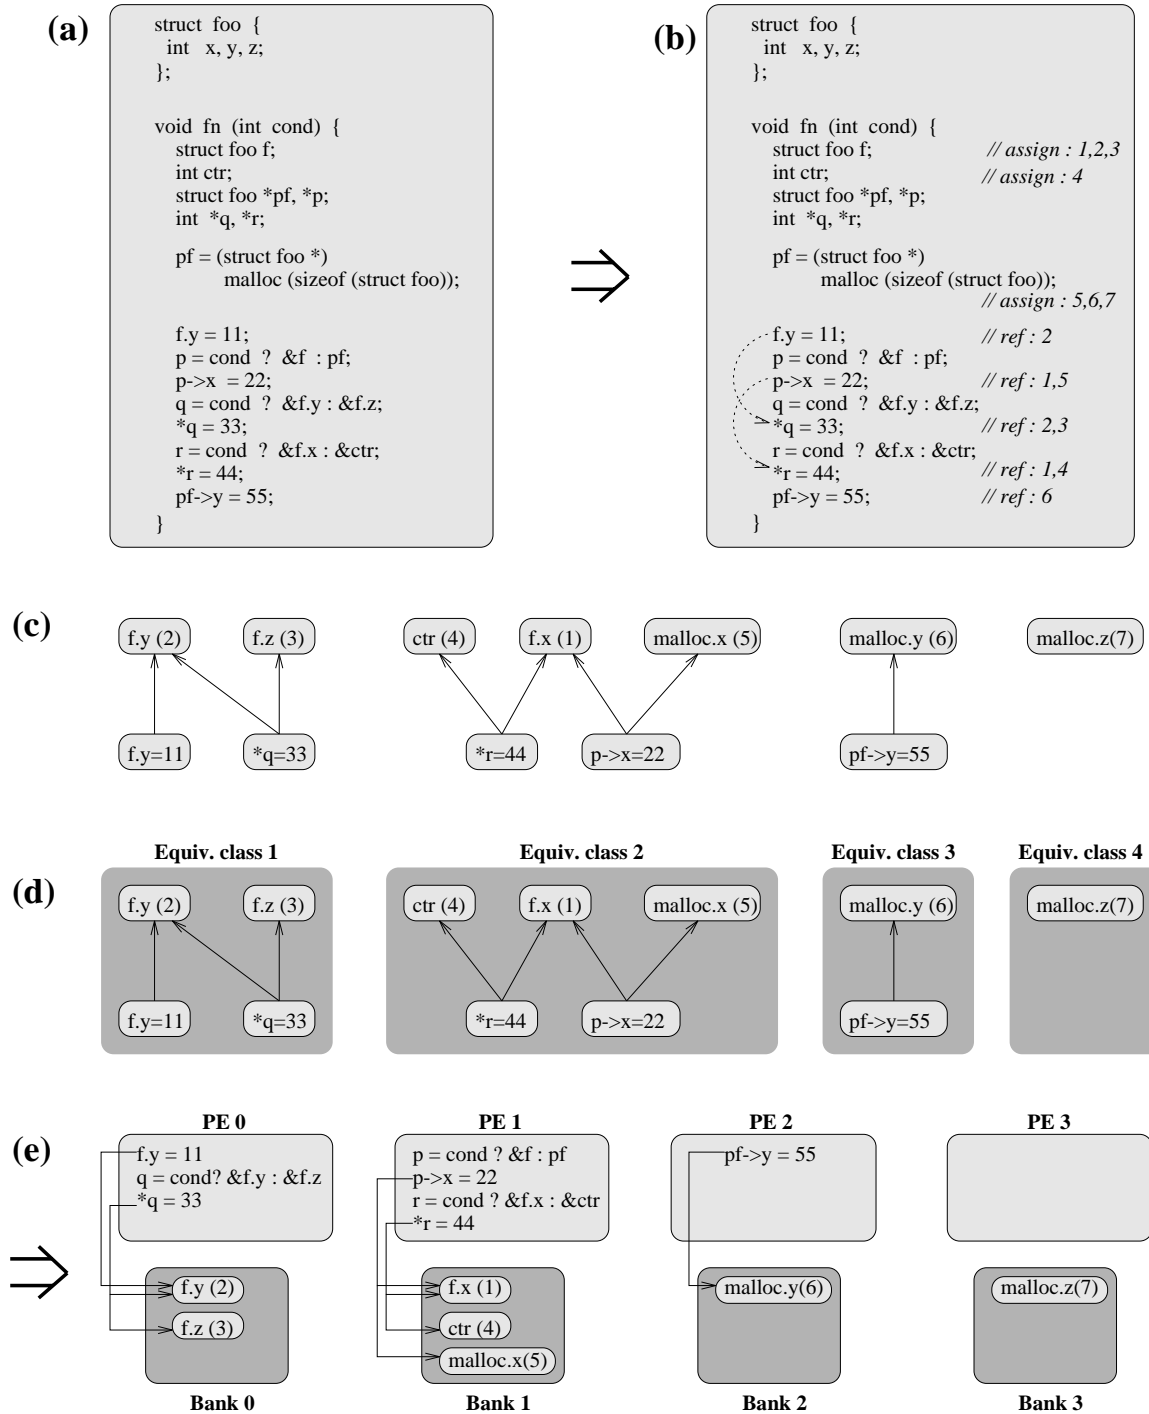 (a)
struct foo {
int x, y, z;
};
void fn (int cond) {
struct foo f;
int ctr;
struct foo *pf, *p;
int *q, *r;
pf = (struct foo *)
malloc (sizeof (struct foo));
f.y = 11;
p = cond ? &f : pf;
p->x = 22;
q = cond ? &f.y : &f.z;
*q = 33;
r = cond ? &f.x : &ctr;
*r = 44;
pf->y = 55;
}
(b)
struct foo {
int x, y, z;
};
void fn (int cond) {
struct foo f; // assign : 1,2,3
int ctr; // assign : 4
struct foo *pf, *p;
int *q, *r;
pf = (struct foo *)
malloc (sizeof (struct foo));
// assign : 5,6,7
f.y = 11; // ref : 2
p = cond ? &f : pf;
p->x = 22; // ref : 1,5
q = cond ? &f.y : &f.z;
*q = 33; // ref : 2,3
r = cond ? &f.x : &ctr;
*r = 44; // ref : 1,4
pf->y = 55; // ref : 6
}
(c)
f.y (2) f.z (3) ctr (4) f.x (1) malloc.x (5) malloc.y (6) malloc.z(7)
f.y=11 *q=33 *r=44 p->x=22 pf->y=55
Equiv. class 1 Equiv. class 2 Equiv. class 3 Equiv. class 4
(d)
f.y (2) f.z (3) ctr (4) f.x (1) malloc.x (5) malloc.y (6) malloc.z(7)
f.y=11 *q=33 *r=44 p->x=22 pf->y=55
(e)
PE 0
f.y = 11
q = cond? &f.y : &f.z
*q = 33
f.y (2)
f.z (3)
Bank 0
PE 1
p = cond ? &f : pf
p->x = 22
r = cond ? &f.x : &ctr
*r = 44
f.x (1)
ctr (4)
malloc.x(5)
Bank 1
PE 2
pf->y = 55
malloc.y(6)
Bank 2
PE 3
malloc.z(7)
Bank 3